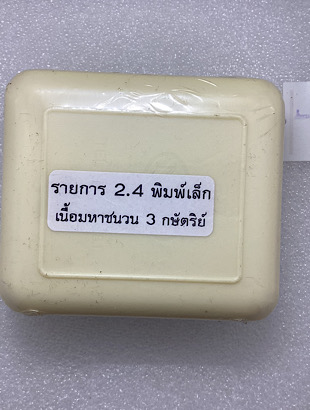 รายการ 2.4 พิมพ์เล็ก
เนื้อมหาชนวน 3 กษัตริย์